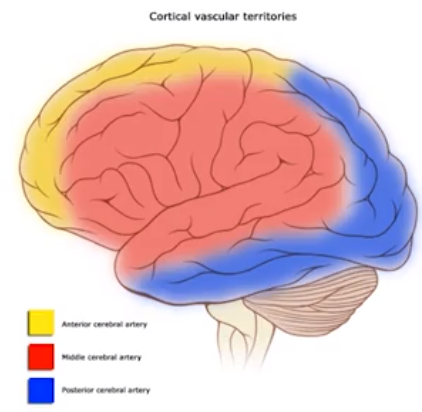 Cortical vascular territories
Anterior cerebral artery
Middle cerebral artery
Posterior cerebral artery